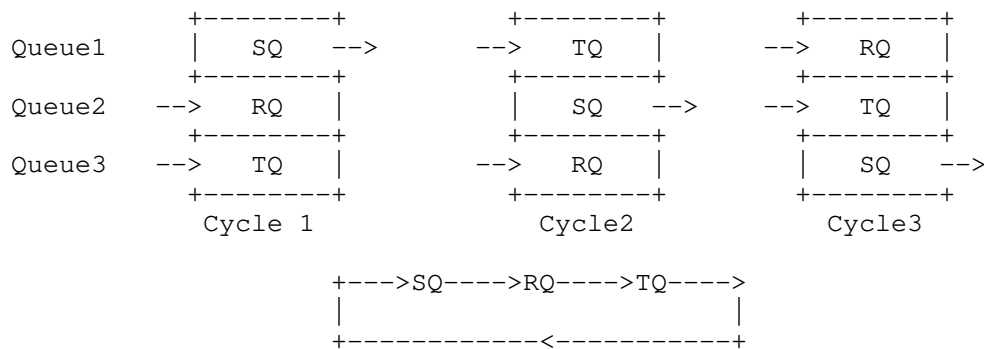 Queue1 SQ TQ RQ
Queue2 RQ SQ TQ
Queue3 TQ RQ SQ
Cycle 1 Cycle2 Cycle3
SQ RQ TQ